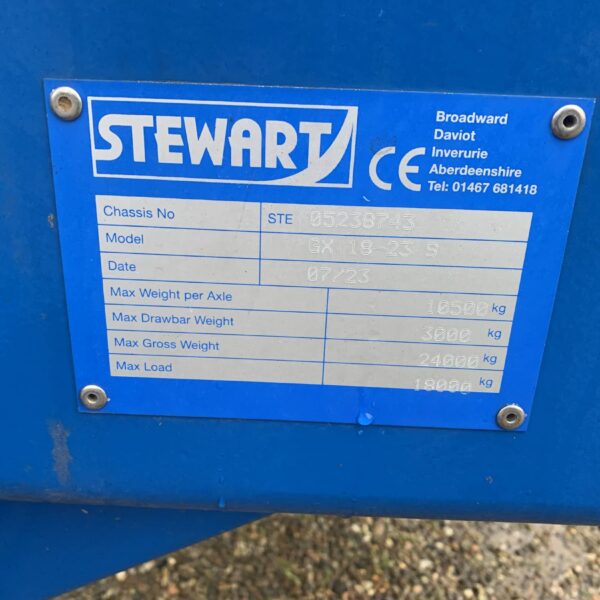 STEWART
CE
Broadward
Daviot
Inverurie
Aberdeenshire
Tel: 01467 681418
Chassis No STE 05238743
Model GX 18-23 S
Date 07/23
Max Weight per Axle 10500 kg
Max Drawbar Weight 3000 kg
Max Gross Weight 24000 kg
Max Load 18000 kg